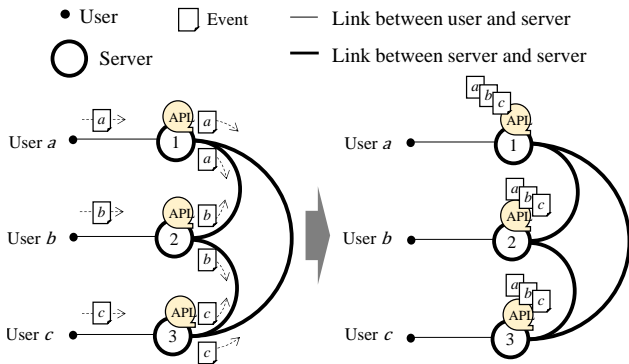 User
Event
Link between user and server
Server
Link between server and server
a
APL
a
User a
1
a
b
APL
b
User b
2
b
c
APL
c
User c
3
c
a
b
c
APL
User a
1
a
b
c
APL
User b
2
a
b
c
APL
User c
3